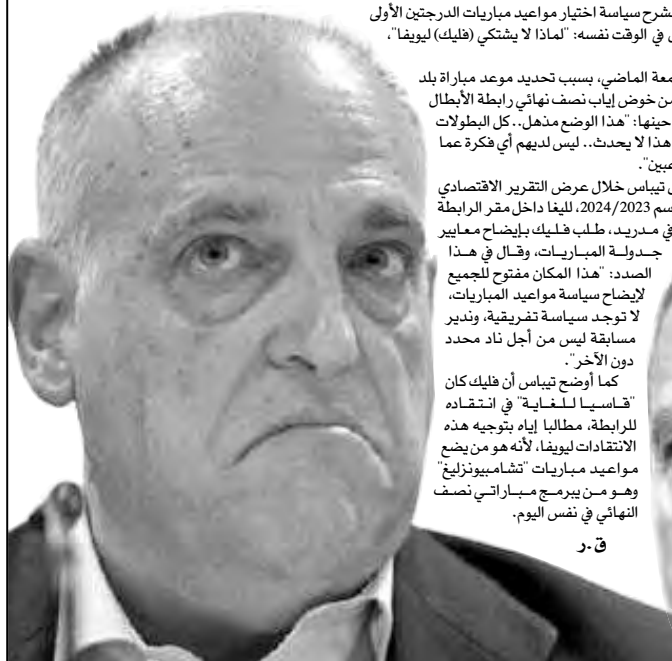 شرح سياسة اختيار مواعيد مباريات الدرجتين الأولى
في الوقت نفسه: "لماذا لا يشتكي (فليك) ليويفا"،
معة الماضي، بسبب تحديد موعد مباراة بلد
من خوض إياب نصف نهائي رابطة الأبطال
حينها: "هذا الوضع مذهل.. كل البطولات
هذا لا يحدث.. ليس لديهم أي فكرة عما
عبين".
تيباس خلال عرض التقرير الاقتصادي
سم 2024/2023، لليغا داخل مقر الرابطة
في مدريد، طلب فليك بإيضاح معايير
جدولة المباريات، وقال في هذا
الصدد: "هذا المكان مفتوح للجميع
لإيضاح سياسة مواعيد المباريات،
لا توجد سياسة تفريقية، وندير
مسابقة ليس من أجل ناد محدد
دون الآخر".
كما أوضح تيباس أن فليك كان
"قاسيا للغاية" في انتقاده
للرابطة، مطالبا إياه بتوجيه هذه
الانتقادات ليويفا، لأنه هو من يضع
مواعيد مباريات "تشامبيونزليغ"
وهو من يبرمج مباراتي نصف
النهائي في نفس اليوم.
ق.ر